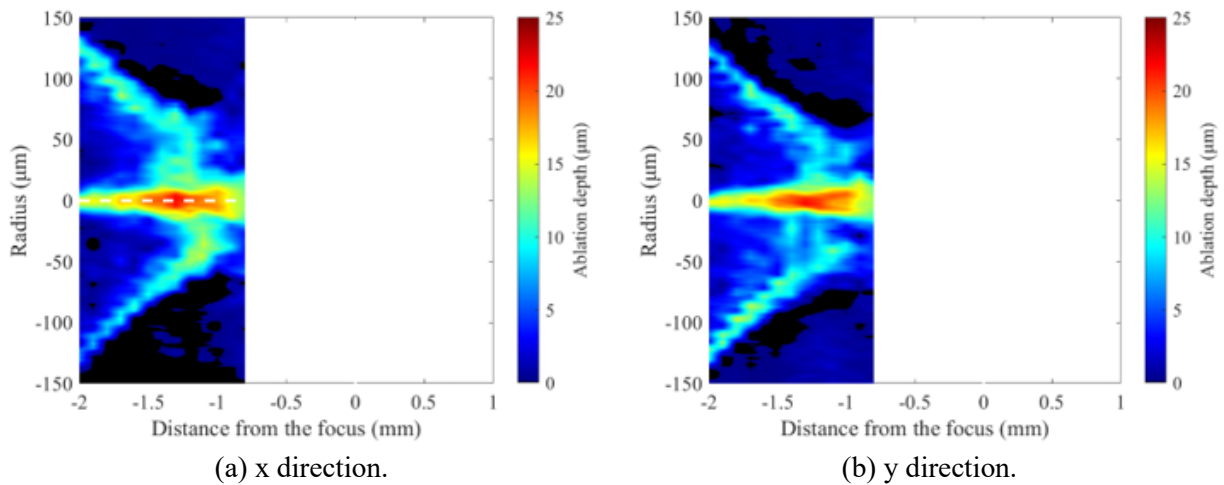 150
100
50
0
-50
-100
-150
Radius (μm)
-2 -1.5 -1 -0.5 0 0.5 1
Distance from the focus (mm)
25
20
15
10
5
0
Ablation depth (μm)
(a) x direction.
150
100
50
0
-50
-100
-150
Radius (μm)
-2 -1.5 -1 -0.5 0 0.5 1
Distance from the focus (mm)
25
20
15
10
5
0
Ablation depth (μm)
(b) y direction.